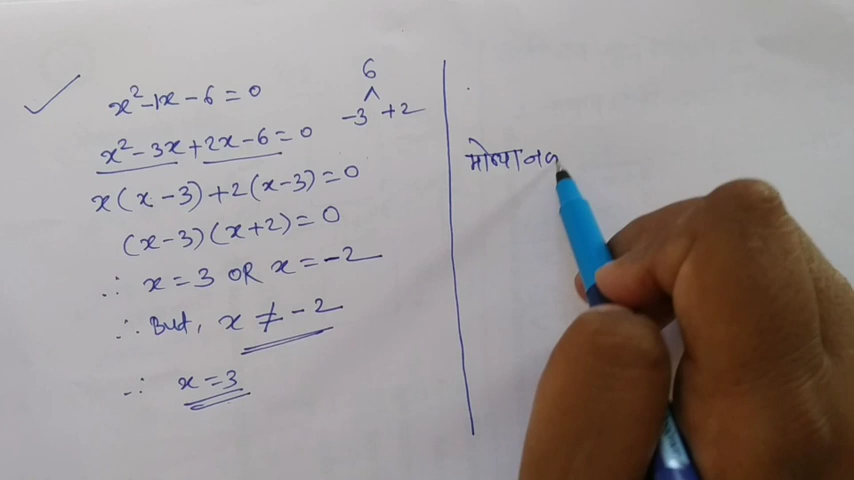 x² - 1x - 6 = 0
x² - 3x + 2x - 6 = 0
x(x - 3) + 2(x - 3) = 0
(x - 3)(x + 2) = 0
∴ x = 3 OR x = -2
∴ But, x ≠ -2
∴ x = 3
6
-3 +2